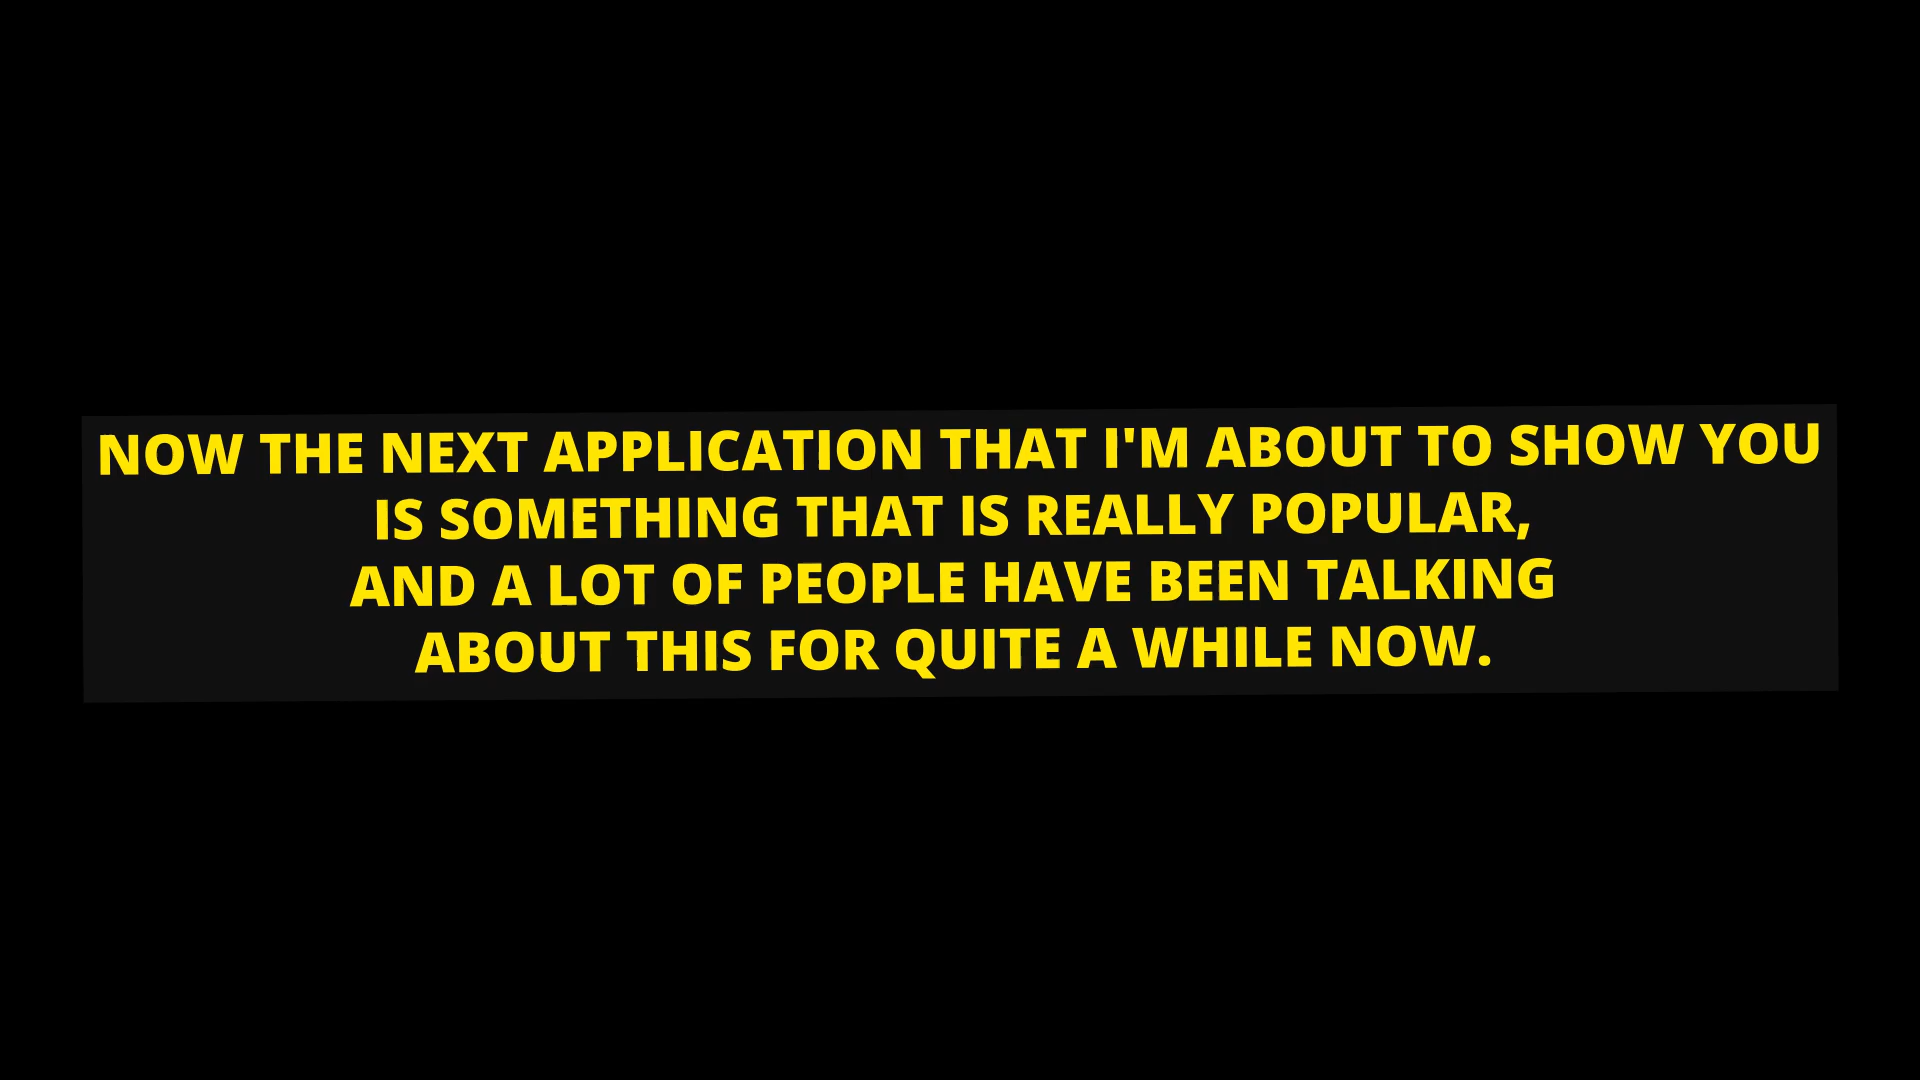 NOW THE NEXT APPLICATION THAT I'M ABOUT TO SHOW YOU
IS SOMETHING THAT IS REALLY POPULAR,
AND A LOT OF PEOPLE HAVE BEEN TALKING
ABOUT THIS FOR QUITE A WHILE NOW.